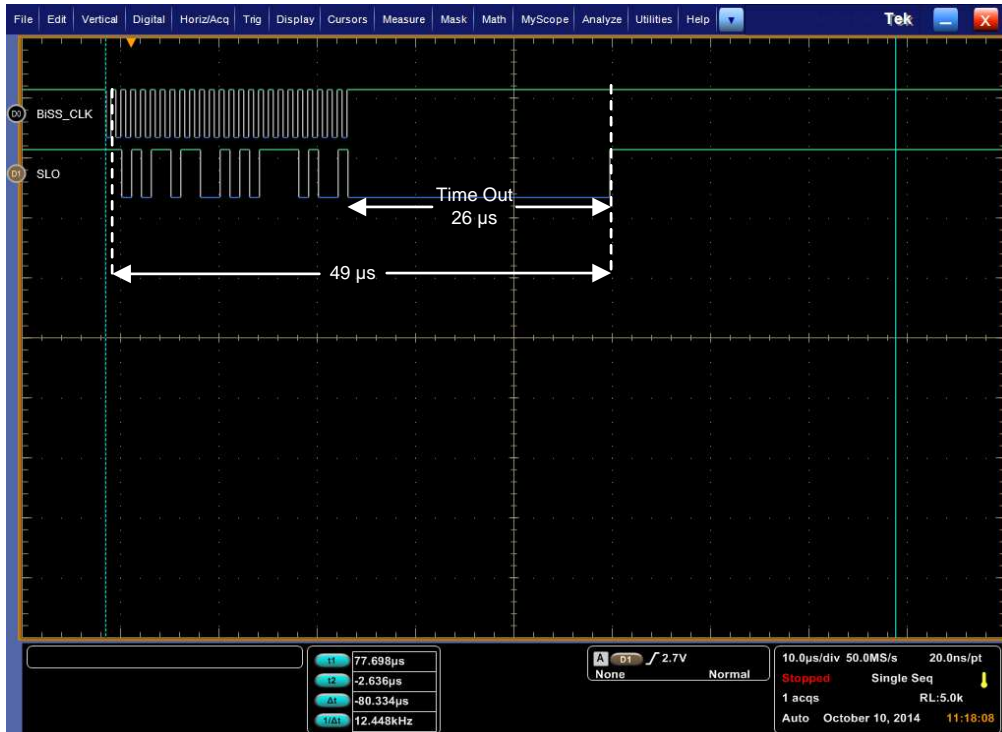 File Edit Vertical Digital Horiz/Acq Trig Display Cursors Measure Mask Math MyScope Analyze Utilities Help Tek X
D0 BiSS_CLK
D1 SLO
Time Out
26 µs
49 µs
t1 77.698µs
t2 -2.636µs
Δt -80.334µs
1/Δt 12.448kHz
A D1 2.7V
None Normal
10.0µs/div 50.0MS/s 20.0ns/pt
Stopped Single Seq
1 acqs RL:5.0k
Auto October 10, 2014 11:18:08